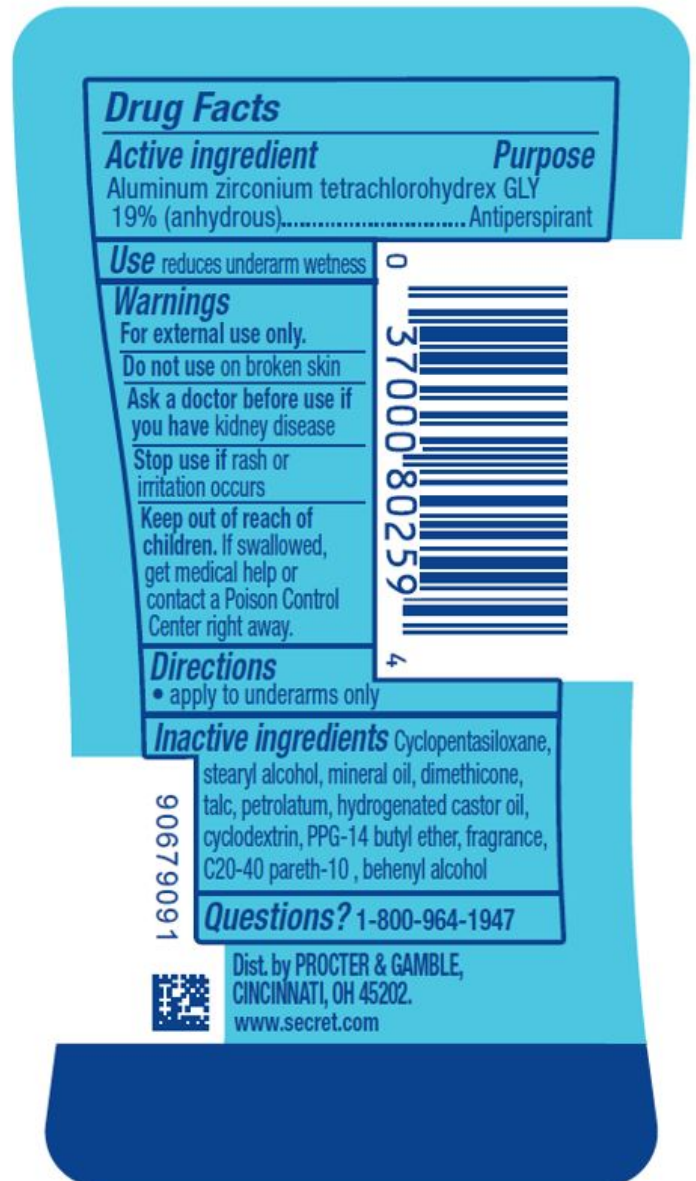 Drug Facts
Active ingredient Purpose
Aluminum zirconium tetrachlorohydrex GLY
19% (anhydrous)................................ Antiperspirant
Use reduces underarm wetness
Warnings
For external use only.
Do not use on broken skin
Ask a doctor before use if
you have kidney disease
Stop use if rash or
irritation occurs
Keep out of reach of
children. If swallowed,
get medical help or
contact a Poison Control
Center right away.
Directions
• apply to underarms only
0 37000 80259 4
Inactive ingredients Cyclopentasiloxane,
stearyl alcohol, mineral oil, dimethicone,
talc, petrolatum, hydrogenated castor oil,
cyclodextrin, PPG-14 butyl ether, fragrance,
C20-40 pareth-10 , behenyl alcohol
Questions? 1-800-964-1947
90679091
Dist. by PROCTER & GAMBLE,
CINCINNATI, OH 45202.
www.secret.com